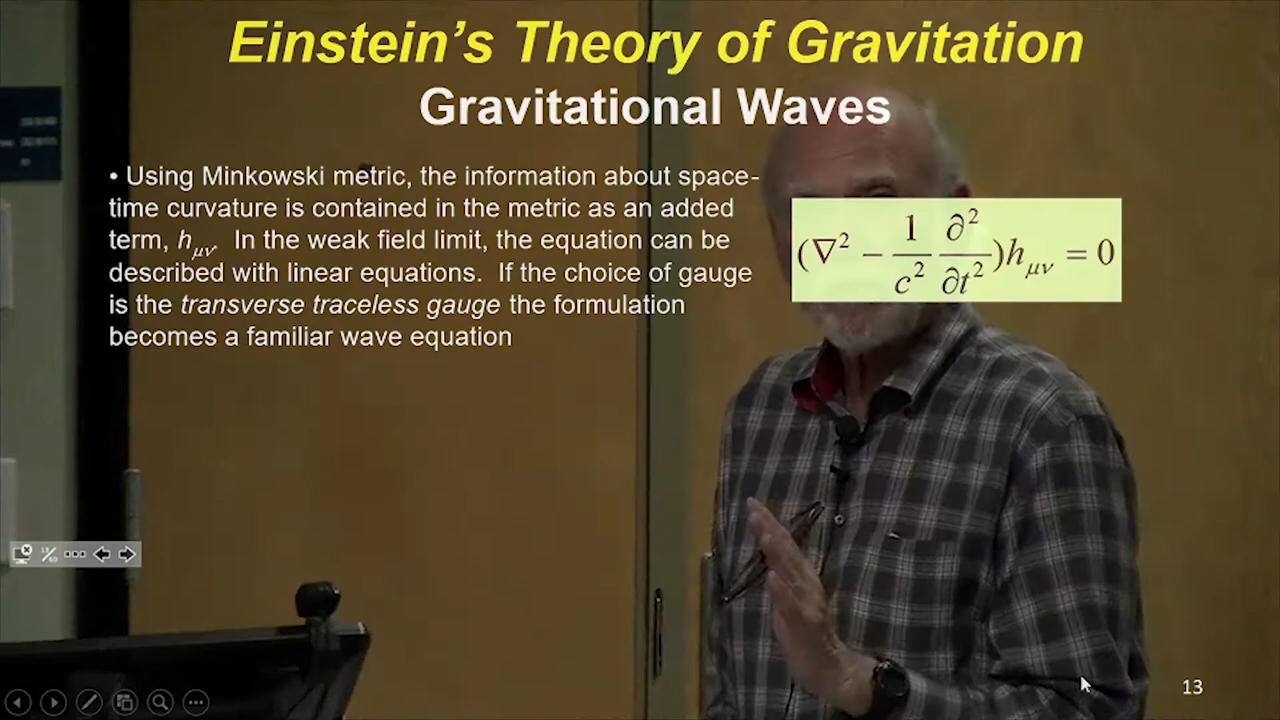 Einstein’s Theory of Gravitation
Gravitational Waves
• Using Minkowski metric, the information about space-
time curvature is contained in the metric as an added
term, hμν. In the weak field limit, the equation can be
described with linear equations. If the choice of gauge
is the transverse traceless gauge the formulation
becomes a familiar wave equation
(∇² − 1/c² ∂²/∂t²)hμν = 0
13